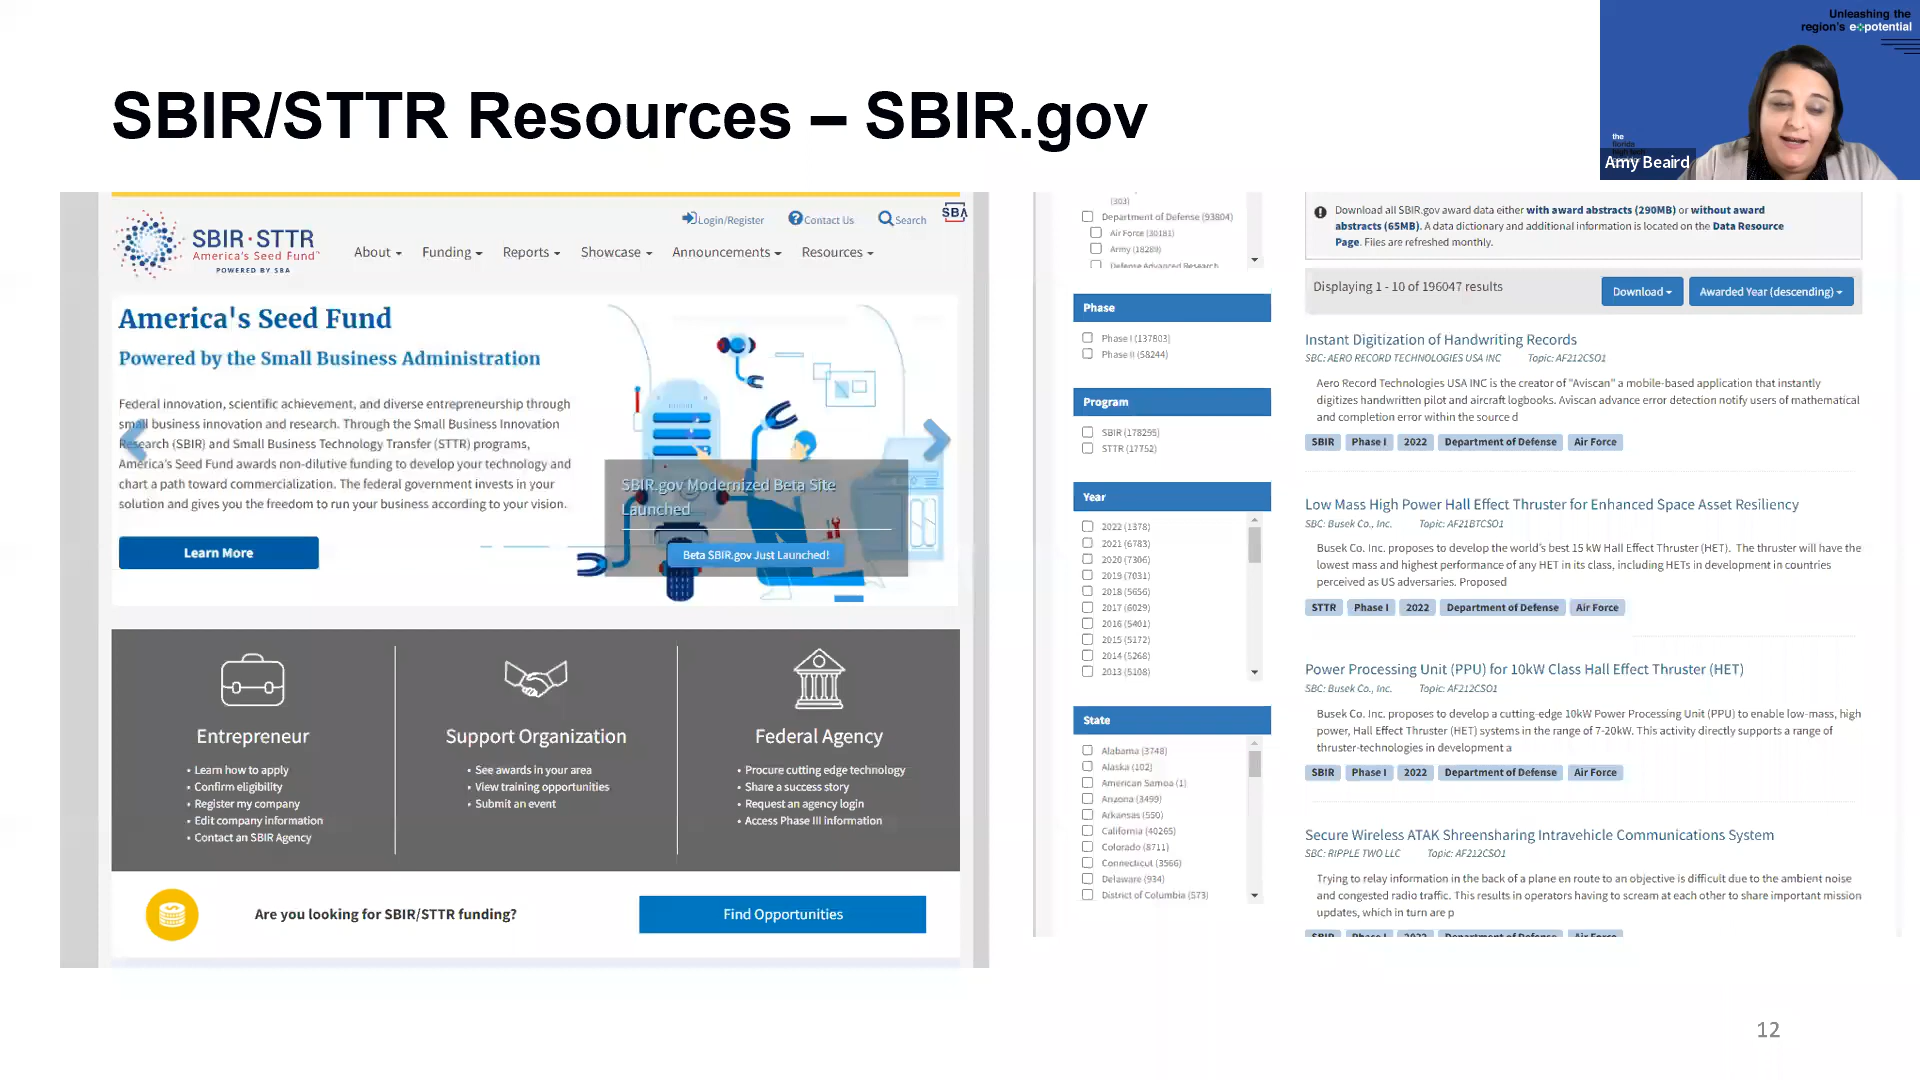 Unleashing the
region's expotential
the
florida
high tech
Amy Beaird
SBIR/STTR Resources – SBIR.gov
Login/Register
Contact Us
Search
SBA
SBIR·STTR
America's Seed Fund
POWERED BY SBA
About
Funding
Reports
Showcase
Announcements
Resources
America's Seed Fund
Powered by the Small Business Administration
Federal innovation, scientific achievement, and diverse entrepreneurship through
small business innovation and research. Through the Small Business Innovation
Research (SBIR) and Small Business Technology Transfer (STTR) programs,
America's Seed Fund awards non-dilutive funding to develop your technology and
chart a path toward commercialization. The federal government invests in your
solution and gives you the freedom to run your business according to your vision.
Learn More
SBIR.gov Modernized Beta Site
Launched
Beta SBIR.gov Just Launched!
Entrepreneur
• Learn how to apply
• Confirm eligibility
• Register my company
• Edit company information
• Contact an SBIR Agency
Support Organization
• See awards in your area
• View training opportunities
• Submit an event
Federal Agency
• Procure cutting edge technology
• Share a success story
• Request an agency login
• Access Phase III information
Are you looking for SBIR/STTR funding?
Find Opportunities
(303)
Department of Defense (93804)
Air Force (30181)
Army (18289)
Defense Advanced Research
Phase
Phase I (137803)
Phase II (58244)
Program
SBIR (178295)
STTR (17752)
Year
2022 (1378)
2021 (6783)
2020 (7306)
2019 (7031)
2018 (5656)
2017 (6029)
2016 (5401)
2015 (5172)
2014 (5268)
2013 (5108)
State
Alabama (3748)
Alaska (102)
American Samoa (1)
Arizona (3499)
Arkansas (550)
California (40265)
Colorado (8711)
Connecticut (3566)
Delaware (934)
District of Columbia (573)
Download all SBIR.gov award data either with award abstracts (290MB) or without award
abstracts (65MB). A data dictionary and additional information is located on the Data Resource
Page. Files are refreshed monthly.
Displaying 1 - 10 of 196047 results
Download
Awarded Year (descending)
Instant Digitization of Handwriting Records
SBC: AERO RECORD TECHNOLOGIES USA INC Topic: AF212CSO1
Aero Record Technologies USA INC is the creator of "Aviscan" a mobile-based application that instantly
digitizes handwritten pilot and aircraft logbooks. Aviscan advance error detection notify users of mathematical
and completion error within the source d
SBIR Phase I 2022 Department of Defense Air Force
Low Mass High Power Hall Effect Thruster for Enhanced Space Asset Resiliency
SBC: Busek Co., Inc. Topic: AF21BTCSO1
Busek Co. Inc. proposes to develop the world's best 15 kW Hall Effect Thruster (HET). The thruster will have the
lowest mass and highest performance of any HET in its class, including HETs in development in countries
perceived as US adversaries. Proposed
STTR Phase I 2022 Department of Defense Air Force
Power Processing Unit (PPU) for 10kW Class Hall Effect Thruster (HET)
SBC: Busek Co., Inc. Topic: AF212CSO1
Busek Co. Inc. proposes to develop a cutting-edge 10kW Power Processing Unit (PPU) to enable low-mass, high
power, Hall Effect Thruster (HET) systems in the range of 7-20kW. This activity directly supports a range of
thruster-technologies in development a
SBIR Phase I 2022 Department of Defense Air Force
Secure Wireless ATAK Shreensharing Intravehicle Communications System
SBC: RIPPLE TWO LLC Topic: AF212CSO1
Trying to relay information in the back of a plane en route to an objective is difficult due to the ambient noise
and congested radio traffic. This results in operators having to scream at each other to share important mission
updates, which in turn are p
SBIR Phase I 2022 Department of Defense Air Force
12